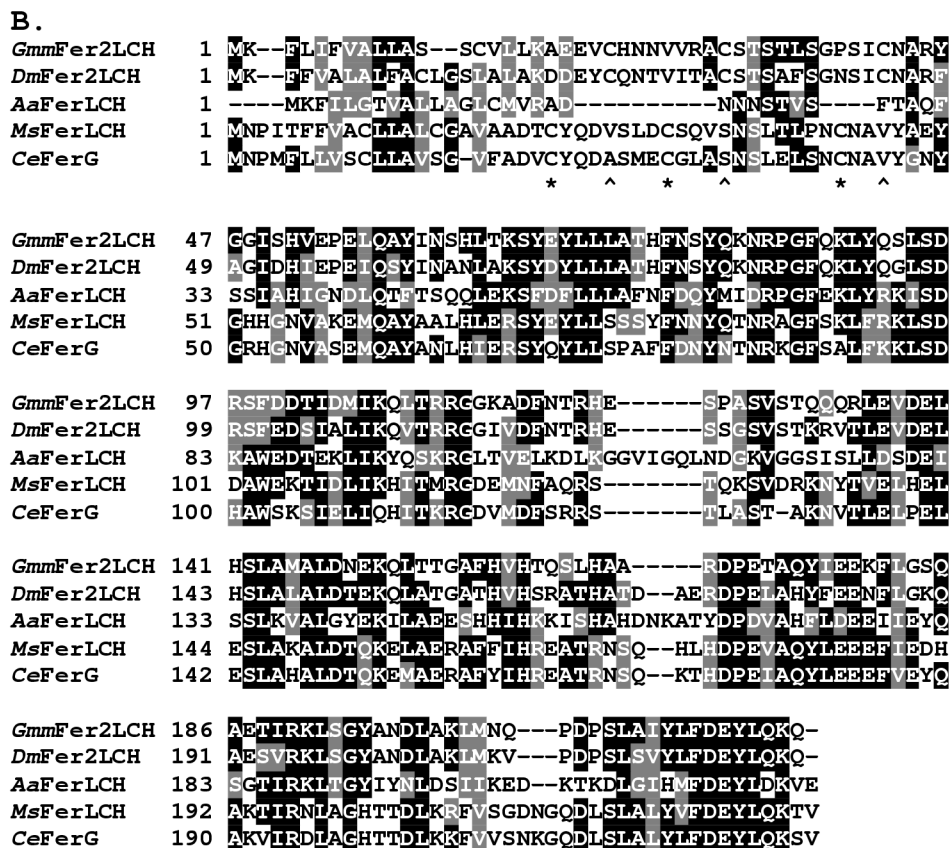 B.
GmmFer2LCH 1 MK--FLIFVALLAS--SCVLLKAEEVCHNNVVRACSTSTLSGPSICNARY
DmFer2LCH 1 MK--FFVALALFACLGSLALAKDDEYCQNTVITACSTSAFSGNSICNARF
AaFerLCH 1 ----MKFILGTVALLAGLCMVRAD----------NNNSTVS----FTAQF
MsFerLCH 1 MNPITFFVACLLALCGAVAADTCYQDVSLDCSQVSNSLTLPNCNAVYAEY
CeFerG 1 MNPMFLLVSCLLAVSG-VFADVCYQDASMECGLASNSLELSNCNAVYGNY
* ^ * ^ * ^
GmmFer2LCH 47 GGISHVEPELQAYINSHLTKSYEYLLLATHFNSYQKNRPGFQKLYQSLSD
DmFer2LCH 49 AGIDHIEPEIQSYINANLAKSYDYLLLATHFNSYQKNRPGFQKLYQGLSD
AaFerLCH 33 SSIAHIGNDLQTFTSQQLEKSFDFLLLAFNFDQYMIDRPGFEKLYRKISD
MsFerLCH 51 GHHGNVAKEMQAYAALHLERSYEYLLSSSYFNNYQTNRAGFSKLFRKLSD
CeFerG 50 GRHGNVASEMQAYANLHIERSYQYLLSPAFFDNYNTNRKGFSALFKKLSD
GmmFer2LCH 97 RSFDDTIDMIKQLTRRGGKADFNTRHE------SPASVSTQQQRLEVDEL
DmFer2LCH 99 RSFEDSIALIKQVTRRGGIVDFNTRHE------SSGSVSTKRVTLEVDEL
AaFerLCH 83 KAWEDTEKLIKYQSKRGLTVELKDLKGGVIGQLNDGKVGGSISLLDSDEI
MsFerLCH 101 DAWEKTIDLIKHITMRGDEMNFAQRS-------TQKSVDRKNYTVELHEL
CeFerG 100 HAWSKSIELIQHITKRGDVMDFSRRS-------TLAST-AKNVTLELPEL
GmmFer2LCH 141 HSLAMALDNEKQLTTGAFHVHTQSLHAA-----RDPETAQYIEEKFLGSQ
DmFer2LCH 143 HSLALALDTEKQLATGATHVHSRATHATD--AERDPELAHYFEENFLGKQ
AaFerLCH 133 SSLKVALGYEKILAEESHHIHKKISHAHDNKATYDPDVAHFLDEEIIEYQ
MsFerLCH 144 ESLAKALDTQKELAERAFFIHREATRNSQ--HLHDPEVAQYLEEEFIEDH
CeFerG 142 ESLAHALDTQKEMAERAFYIHREATRNSQ--KTHDPEIAQYLEEEFVEYQ
GmmFer2LCH 186 AETIRKLSGYANDLAKLMNQ---PDPSLAIYLFDEYLQKQ-
DmFer2LCH 191 AESVRKLSGYANDLAKLMKV---PDPSLSVYLFDEYLQKQ-
AaFerLCH 183 SGTIRKLTGYIYNLDSIIKED--KTKDLGIHMFDEYLDKVE
MsFerLCH 192 AKTIRNLAGHTTDLKRFVSGDNGQDLSLALYVFDEYLQKTV
CeFerG 190 AKVIRDLAGHTTDLKKFVVSNKGQDLSLALYLFDEYLQKSV